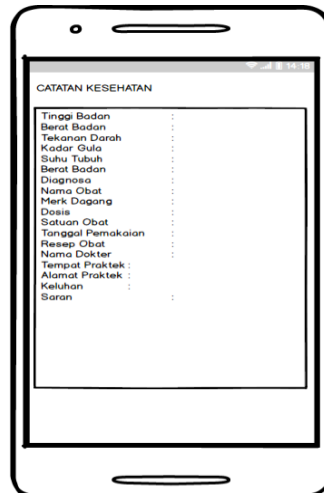 14:18
CATATAN KESEHATAN
Tinggi Badan :
Berat Badan :
Tekanan Darah :
Kadar Gula :
Suhu Tubuh :
Berat Badan :
Diagnosa :
Nama Obat :
Merk Dagang :
Dosis :
Satuan Obat :
Tanggal Pemakaian :
Resep Obat :
Nama Dokter :
Tempat Praktek :
Alamat Praktek :
Keluhan :
Saran :